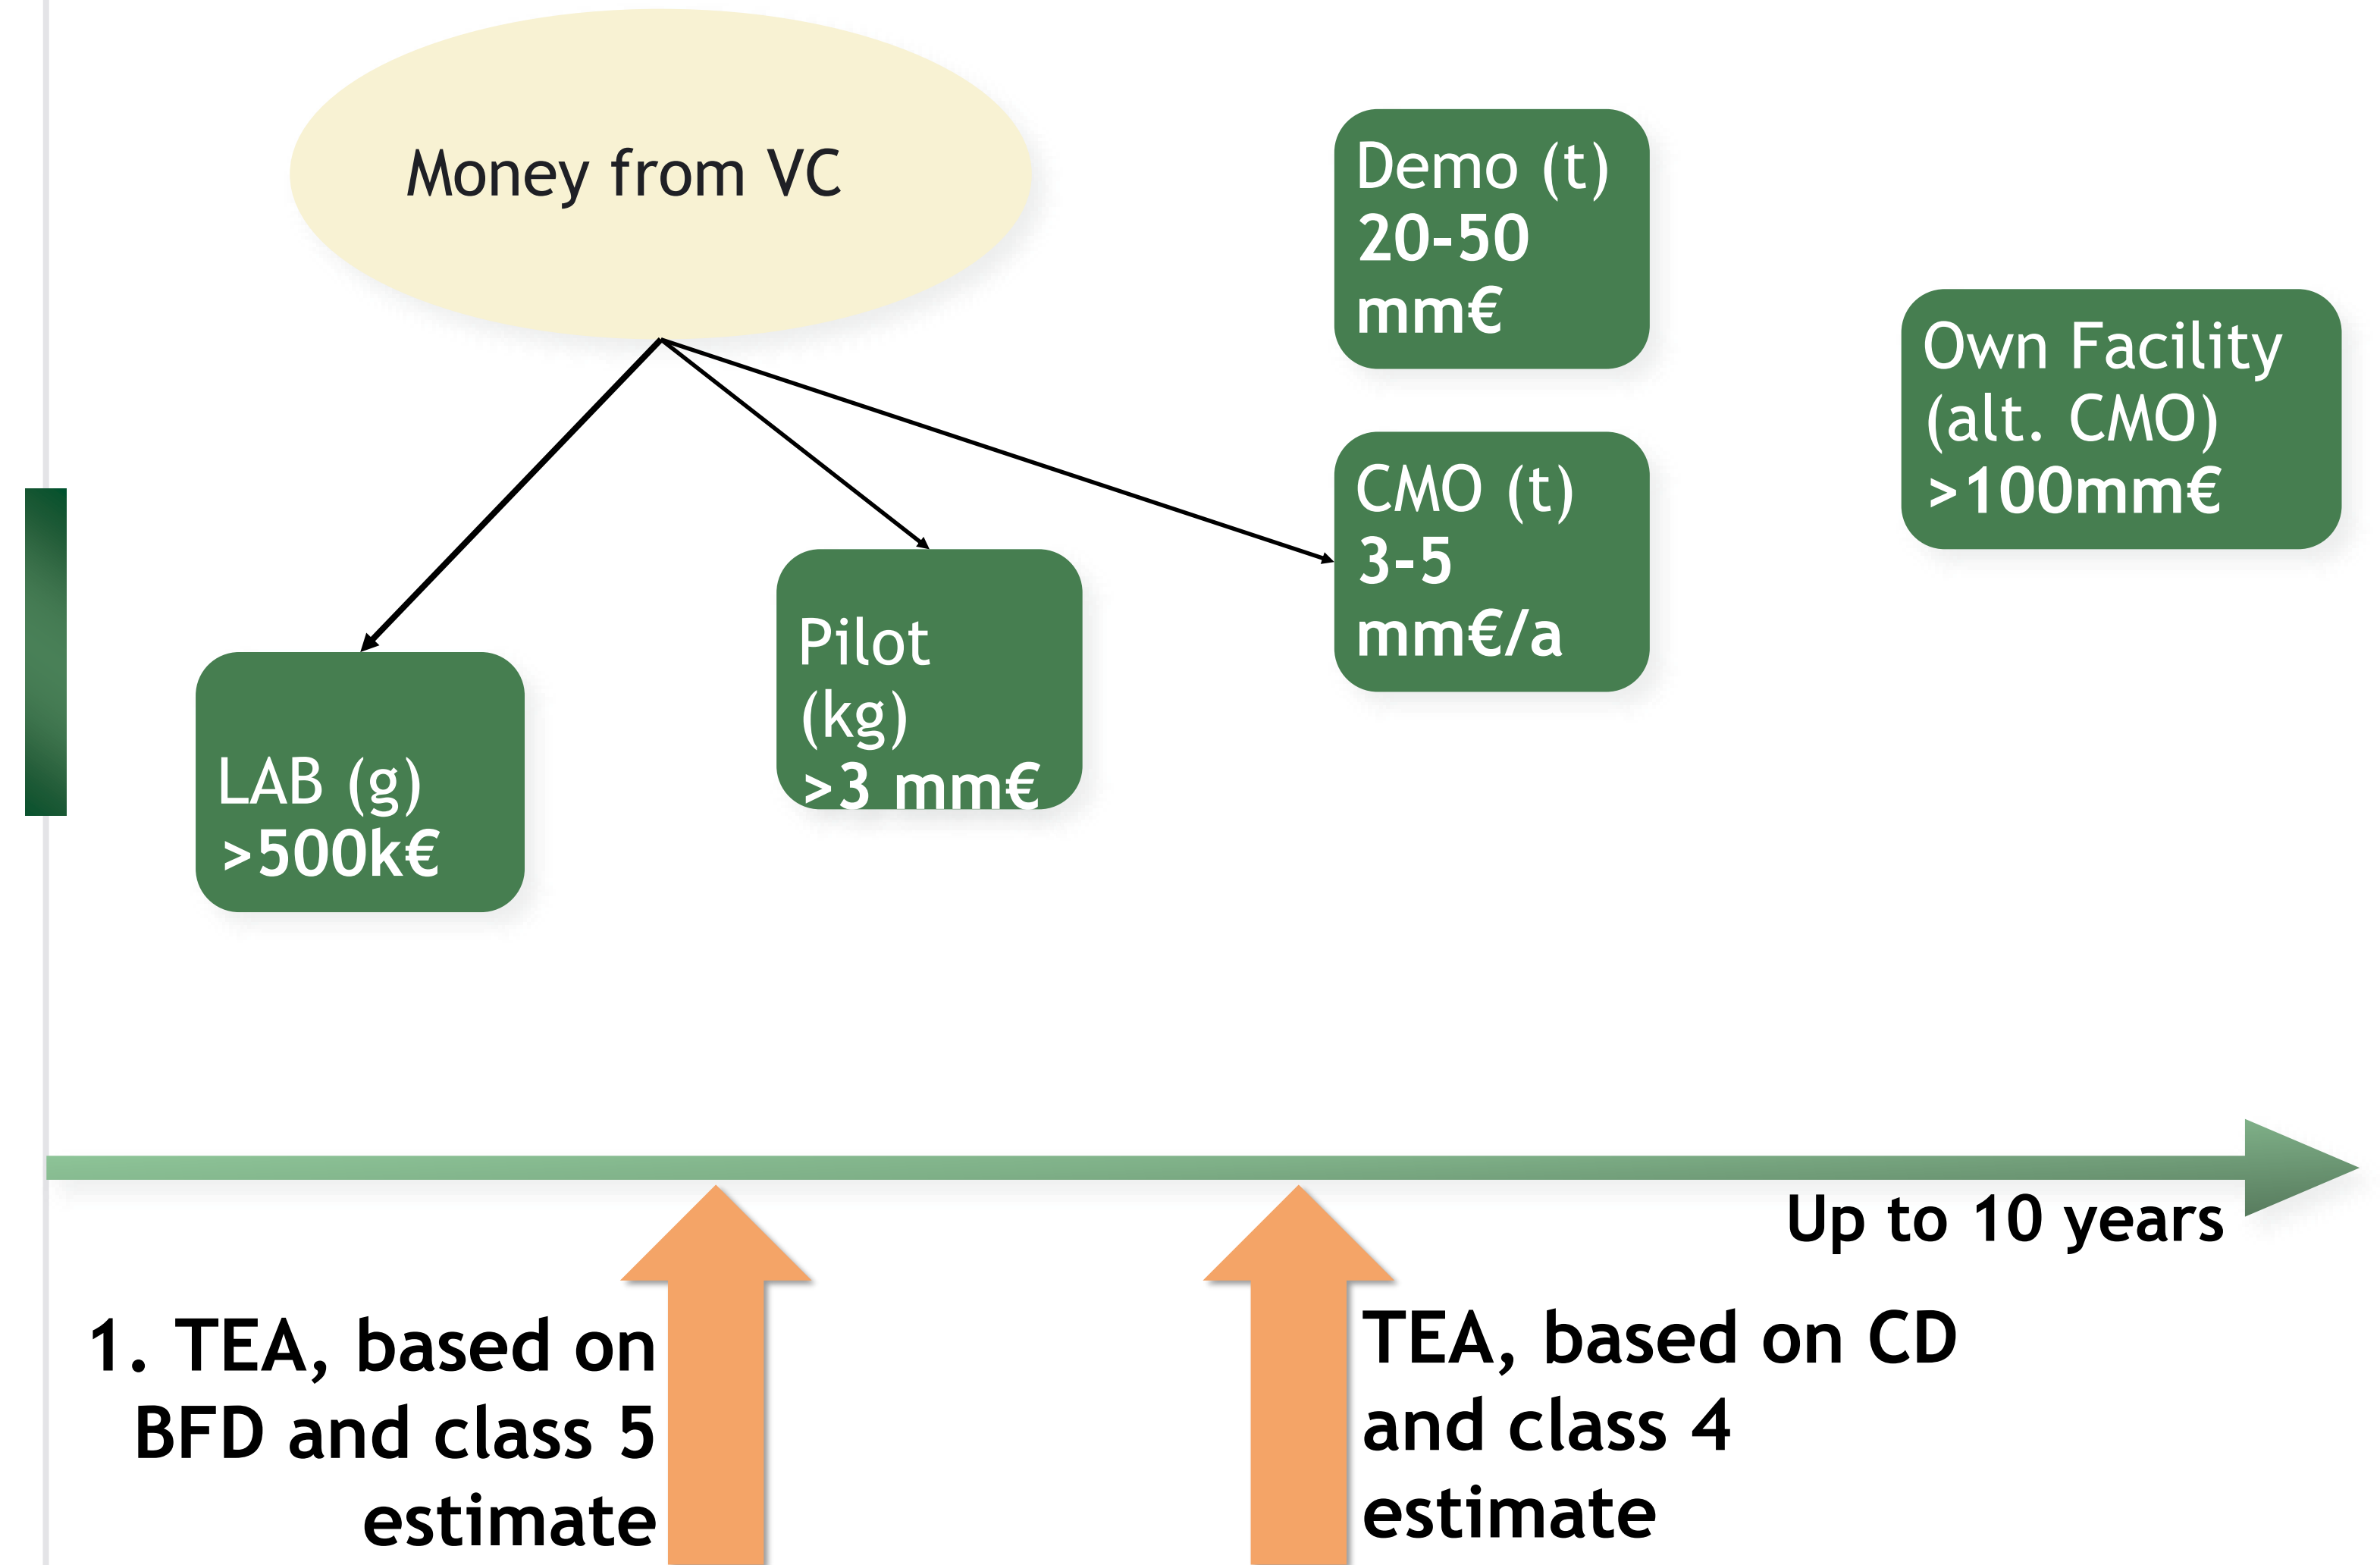 Money from VC
Demo (t)
20-50
mm€
Own Facility
(alt. CMO)
>100mm€
CMO (t)
3-5
mm€/a
Pilot
(kg)
>3 mm€
LAB (g)
>500k€
Up to 10 years
1. TEA, based on
BFD and class 5
estimate
TEA, based on CD
and class 4
estimate